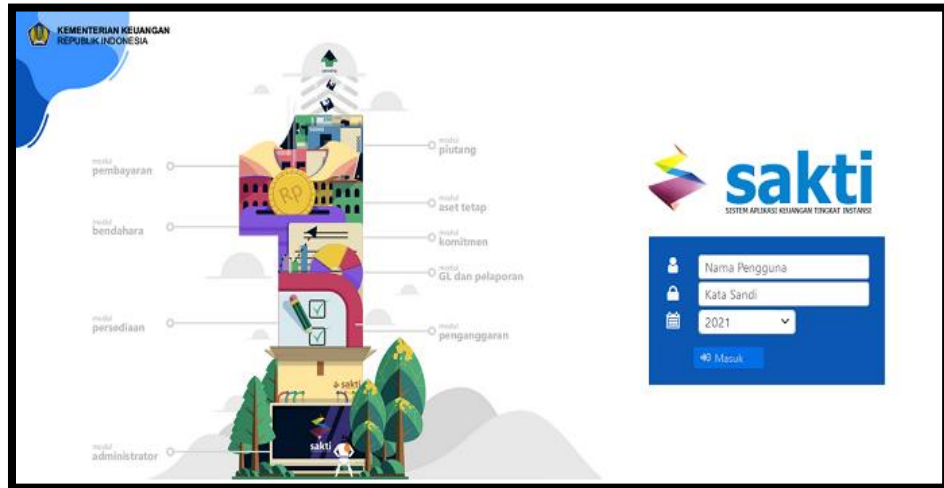 KEMENTERIAN KEUANGAN
REPUBLIK INDONESIA
modul
piutang
modul
pembayaran
RP
modul
aset tetap
modul
bendahara
modul
komitmen
modul
GL dan pelaporan
modul
persediaan
modul
penganggaran
sakti
modul
administrator
sakti
sakti
SISTEM APLIKASI KEUANGAN TINGKAT INSTANSI
Nama Pengguna
Kata Sandi
2021
Masuk